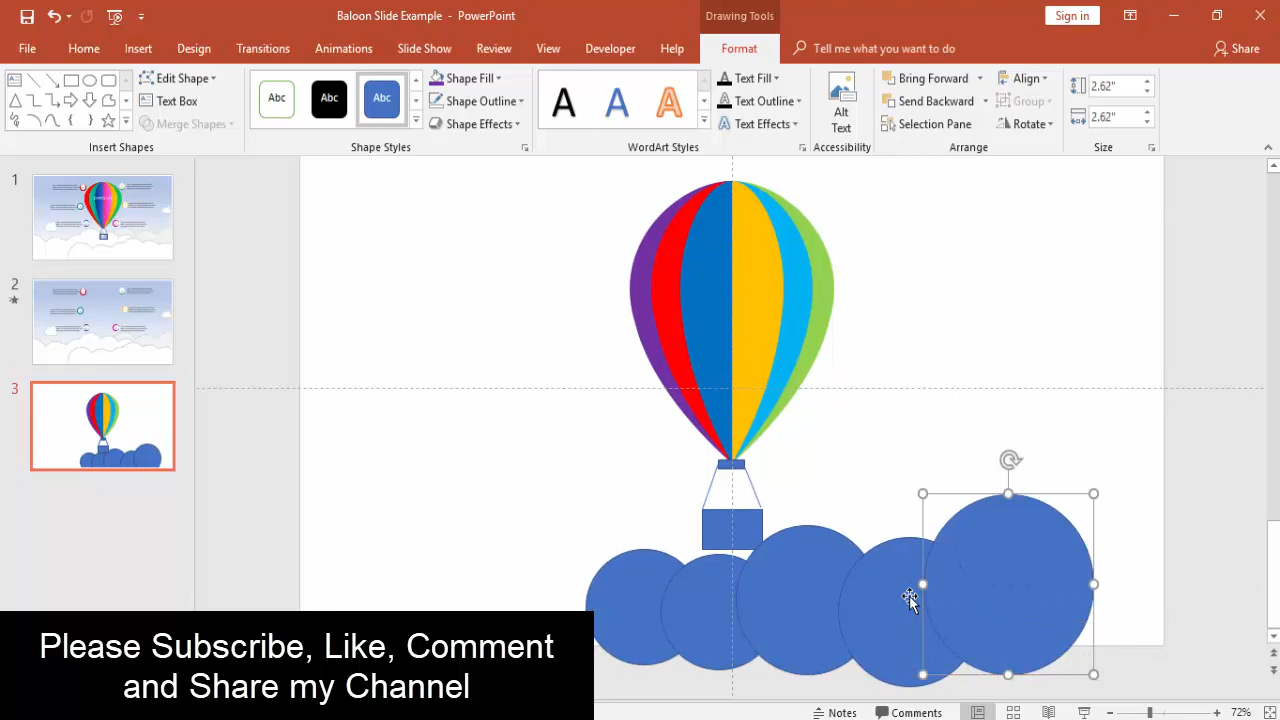 Baloon Slide Example - PowerPoint
Drawing Tools
Sign in
File
Home
Insert
Design
Transitions
Animations
Slide Show
Review
View
Developer
Help
Format
Tell me what you want to do
Share
Edit Shape
Text Box
Merge Shapes
Insert Shapes
Abc
Abc
Abc
Shape Fill
Shape Outline
Shape Effects
Shape Styles
A
A
A
Text Fill
Text Outline
Text Effects
WordArt Styles
Alt
Text
Accessibility
Bring Forward
Send Backward
Selection Pane
Align
Group
Rotate
Arrange
2.62"
2.62"
Size
1
2
3
Please Subscribe, Like, Comment
and Share my Channel
Notes
Comments
72%